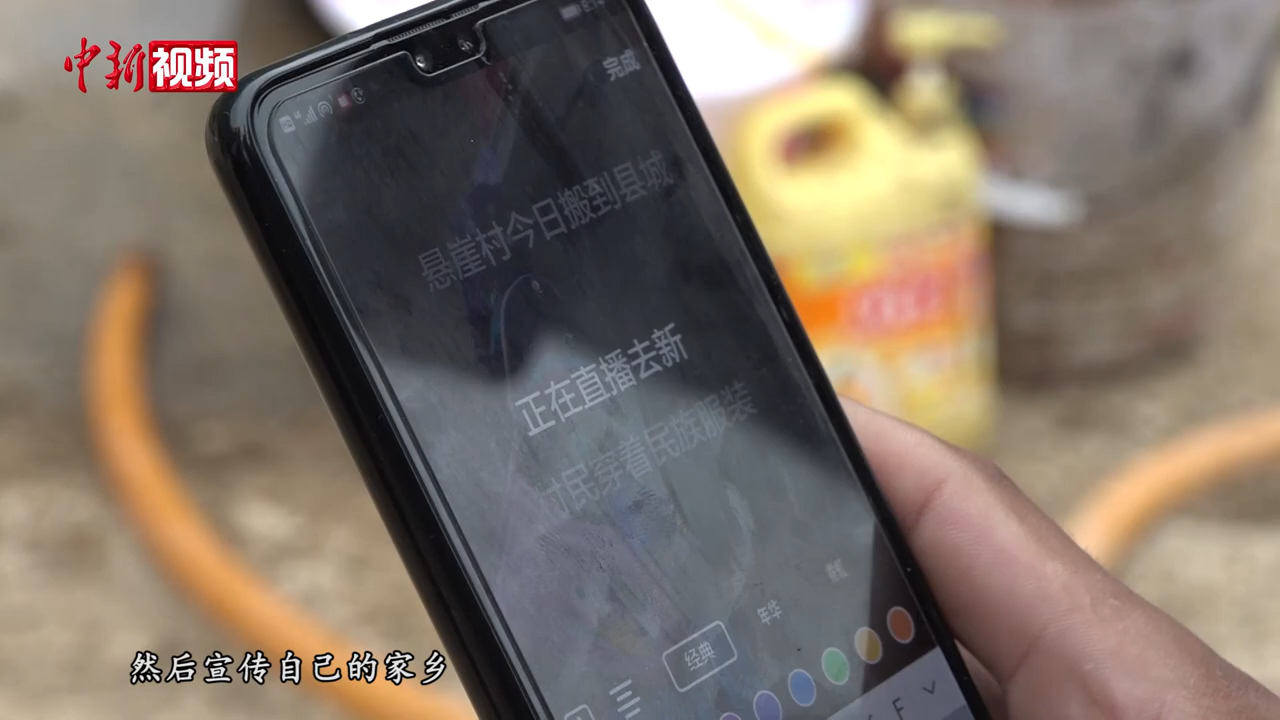 中新视频
完成
悬崖村今日搬到县城
正在直播去新
村民穿着民族服装
年华
经典
F
然后宣传自己的家乡